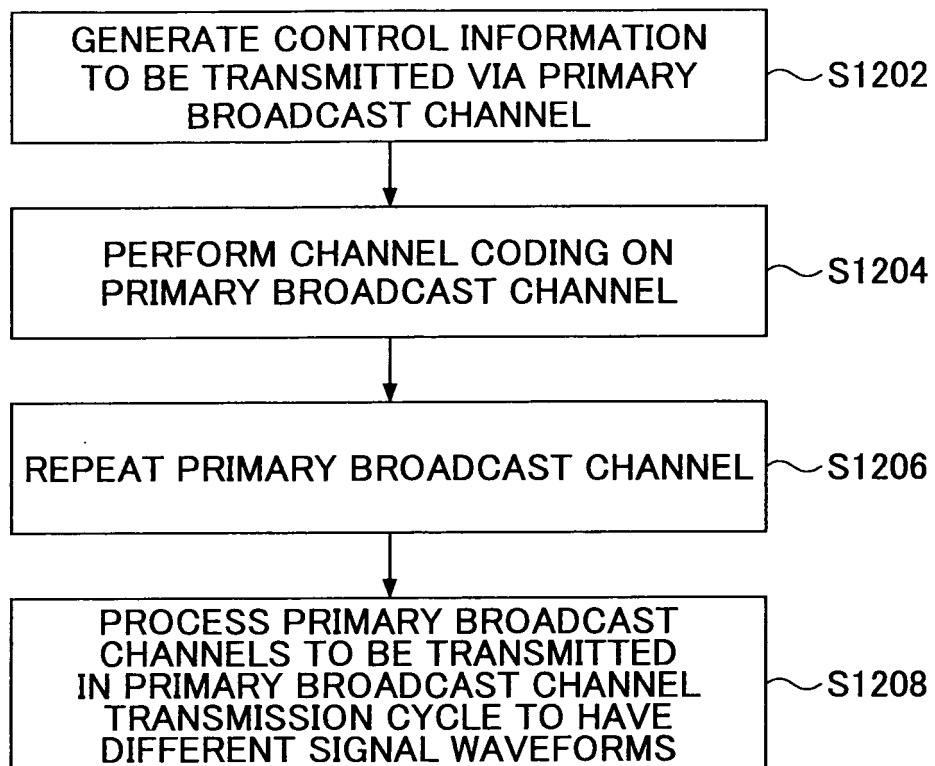 GENERATE CONTROL INFORMATION
TO BE TRANSMITTED VIA PRIMARY
BROADCAST CHANNEL
S1202
PERFORM CHANNEL CODING ON
PRIMARY BROADCAST CHANNEL
S1204
REPEAT PRIMARY BROADCAST CHANNEL
S1206
PROCESS PRIMARY BROADCAST
CHANNELS TO BE TRANSMITTED
IN PRIMARY BROADCAST CHANNEL
TRANSMISSION CYCLE TO HAVE
DIFFERENT SIGNAL WAVEFORMS
S1208